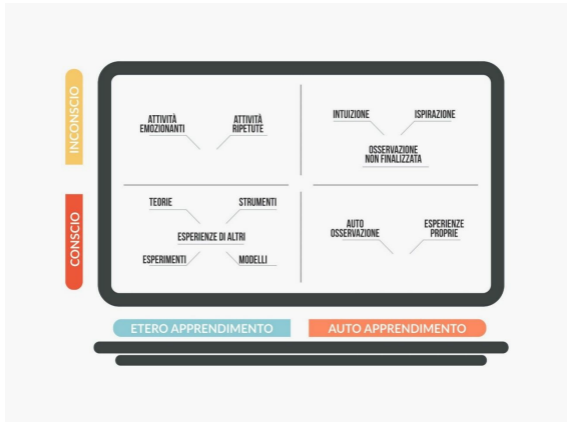 INCONSCIO
ATTIVITÀ
EMOZIONANTI
ATTIVITÀ
RIPETUTE
INTUIZIONE
ISPIRAZIONE
OSSERVAZIONE
NON FINALIZZATA
CONSCIO
TEORIE
STRUMENTI
ESPERIENZE DI ALTRI
ESPERIMENTI
MODELLI
AUTO
OSSERVAZIONE
ESPERIENZE
PROPRIE
ETERO APPRENDIMENTO
AUTO APPRENDIMENTO